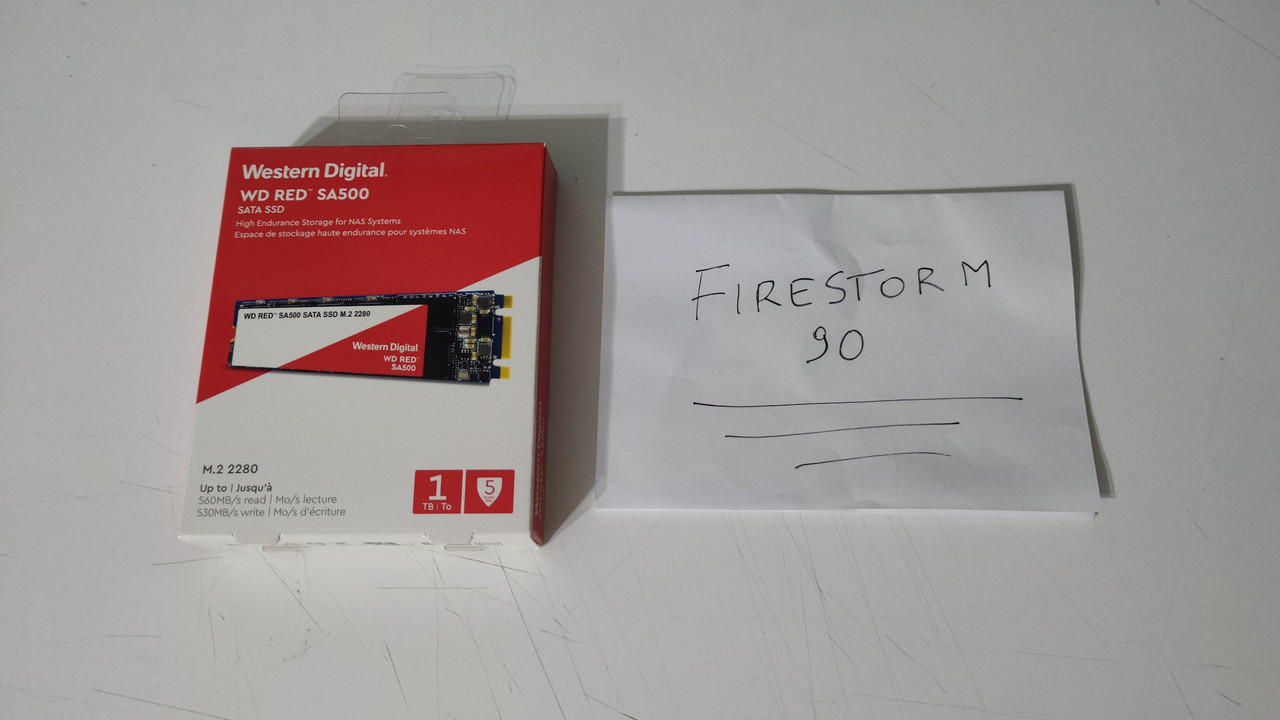 Western Digital.
WD RED™ SA500
SATA SSD
High Endurance Storage for NAS Systems
Espace de stockage haute endurance pour systèmes NAS
WD RED™ SA500 SATA SSD M.2 2280
Western Digital.
WD RED™
SA500
M.2 2280
Up to | Jusqu'à
560MB/s read | Mo/s lecture
530MB/s write | Mo/s d'écriture
1
TB | To
5
FIRESTORM
90